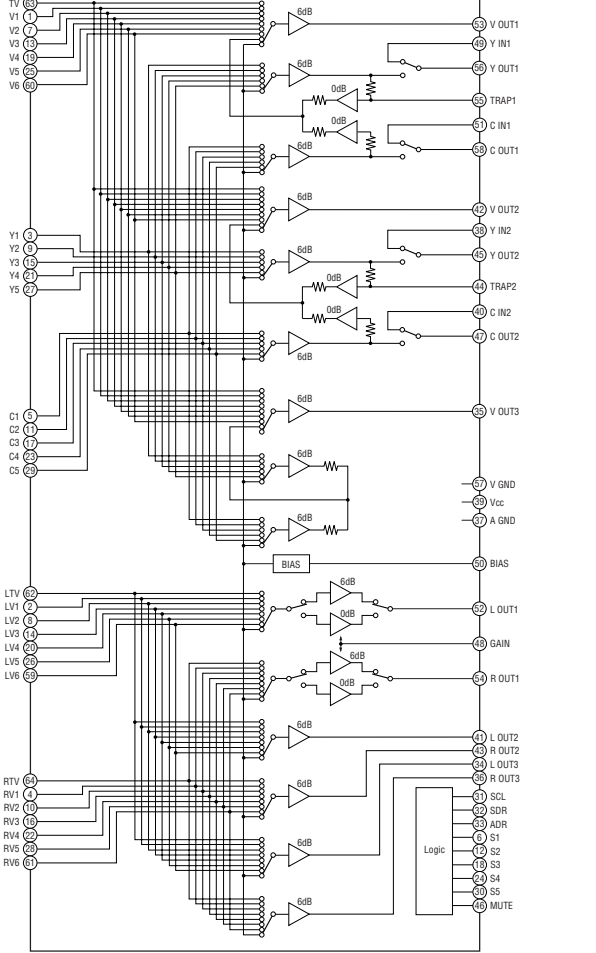 TV 63
V1 1
V2 7
V3 13
V4 19
V5 25
V6 60
Y1 3
Y2 9
Y3 15
Y4 21
Y5 27
C1 5
C2 11
C3 17
C4 23
C5 29
LTV 62
LV1 2
LV2 8
LV3 14
LV4 20
LV5 26
LV6 59
RTV 64
RV1 4
RV2 10
RV3 16
RV4 22
RV5 28
RV6 61
6dB
6dB
0dB
0dB
6dB
6dB
6dB
0dB
0dB
6dB
6dB
6dB
6dB
BIAS
6dB
0dB
6dB
0dB
6dB
6dB
6dB
6dB
Logic
53 V OUT1
49 Y IN1
56 Y OUT1
55 TRAP1
51 C IN1
58 C OUT1
42 V OUT2
38 Y IN2
45 Y OUT2
44 TRAP2
40 C IN2
47 C OUT2
35 V OUT3
57 V GND
39 Vcc
37 A GND
50 BIAS
52 L OUT1
48 GAIN
54 R OUT1
41 L OUT2
43 R OUT2
34 L OUT3
36 R OUT3
31 SCL
32 SDR
33 ADR
6 S1
12 S2
18 S3
24 S4
30 S5
46 MUTE